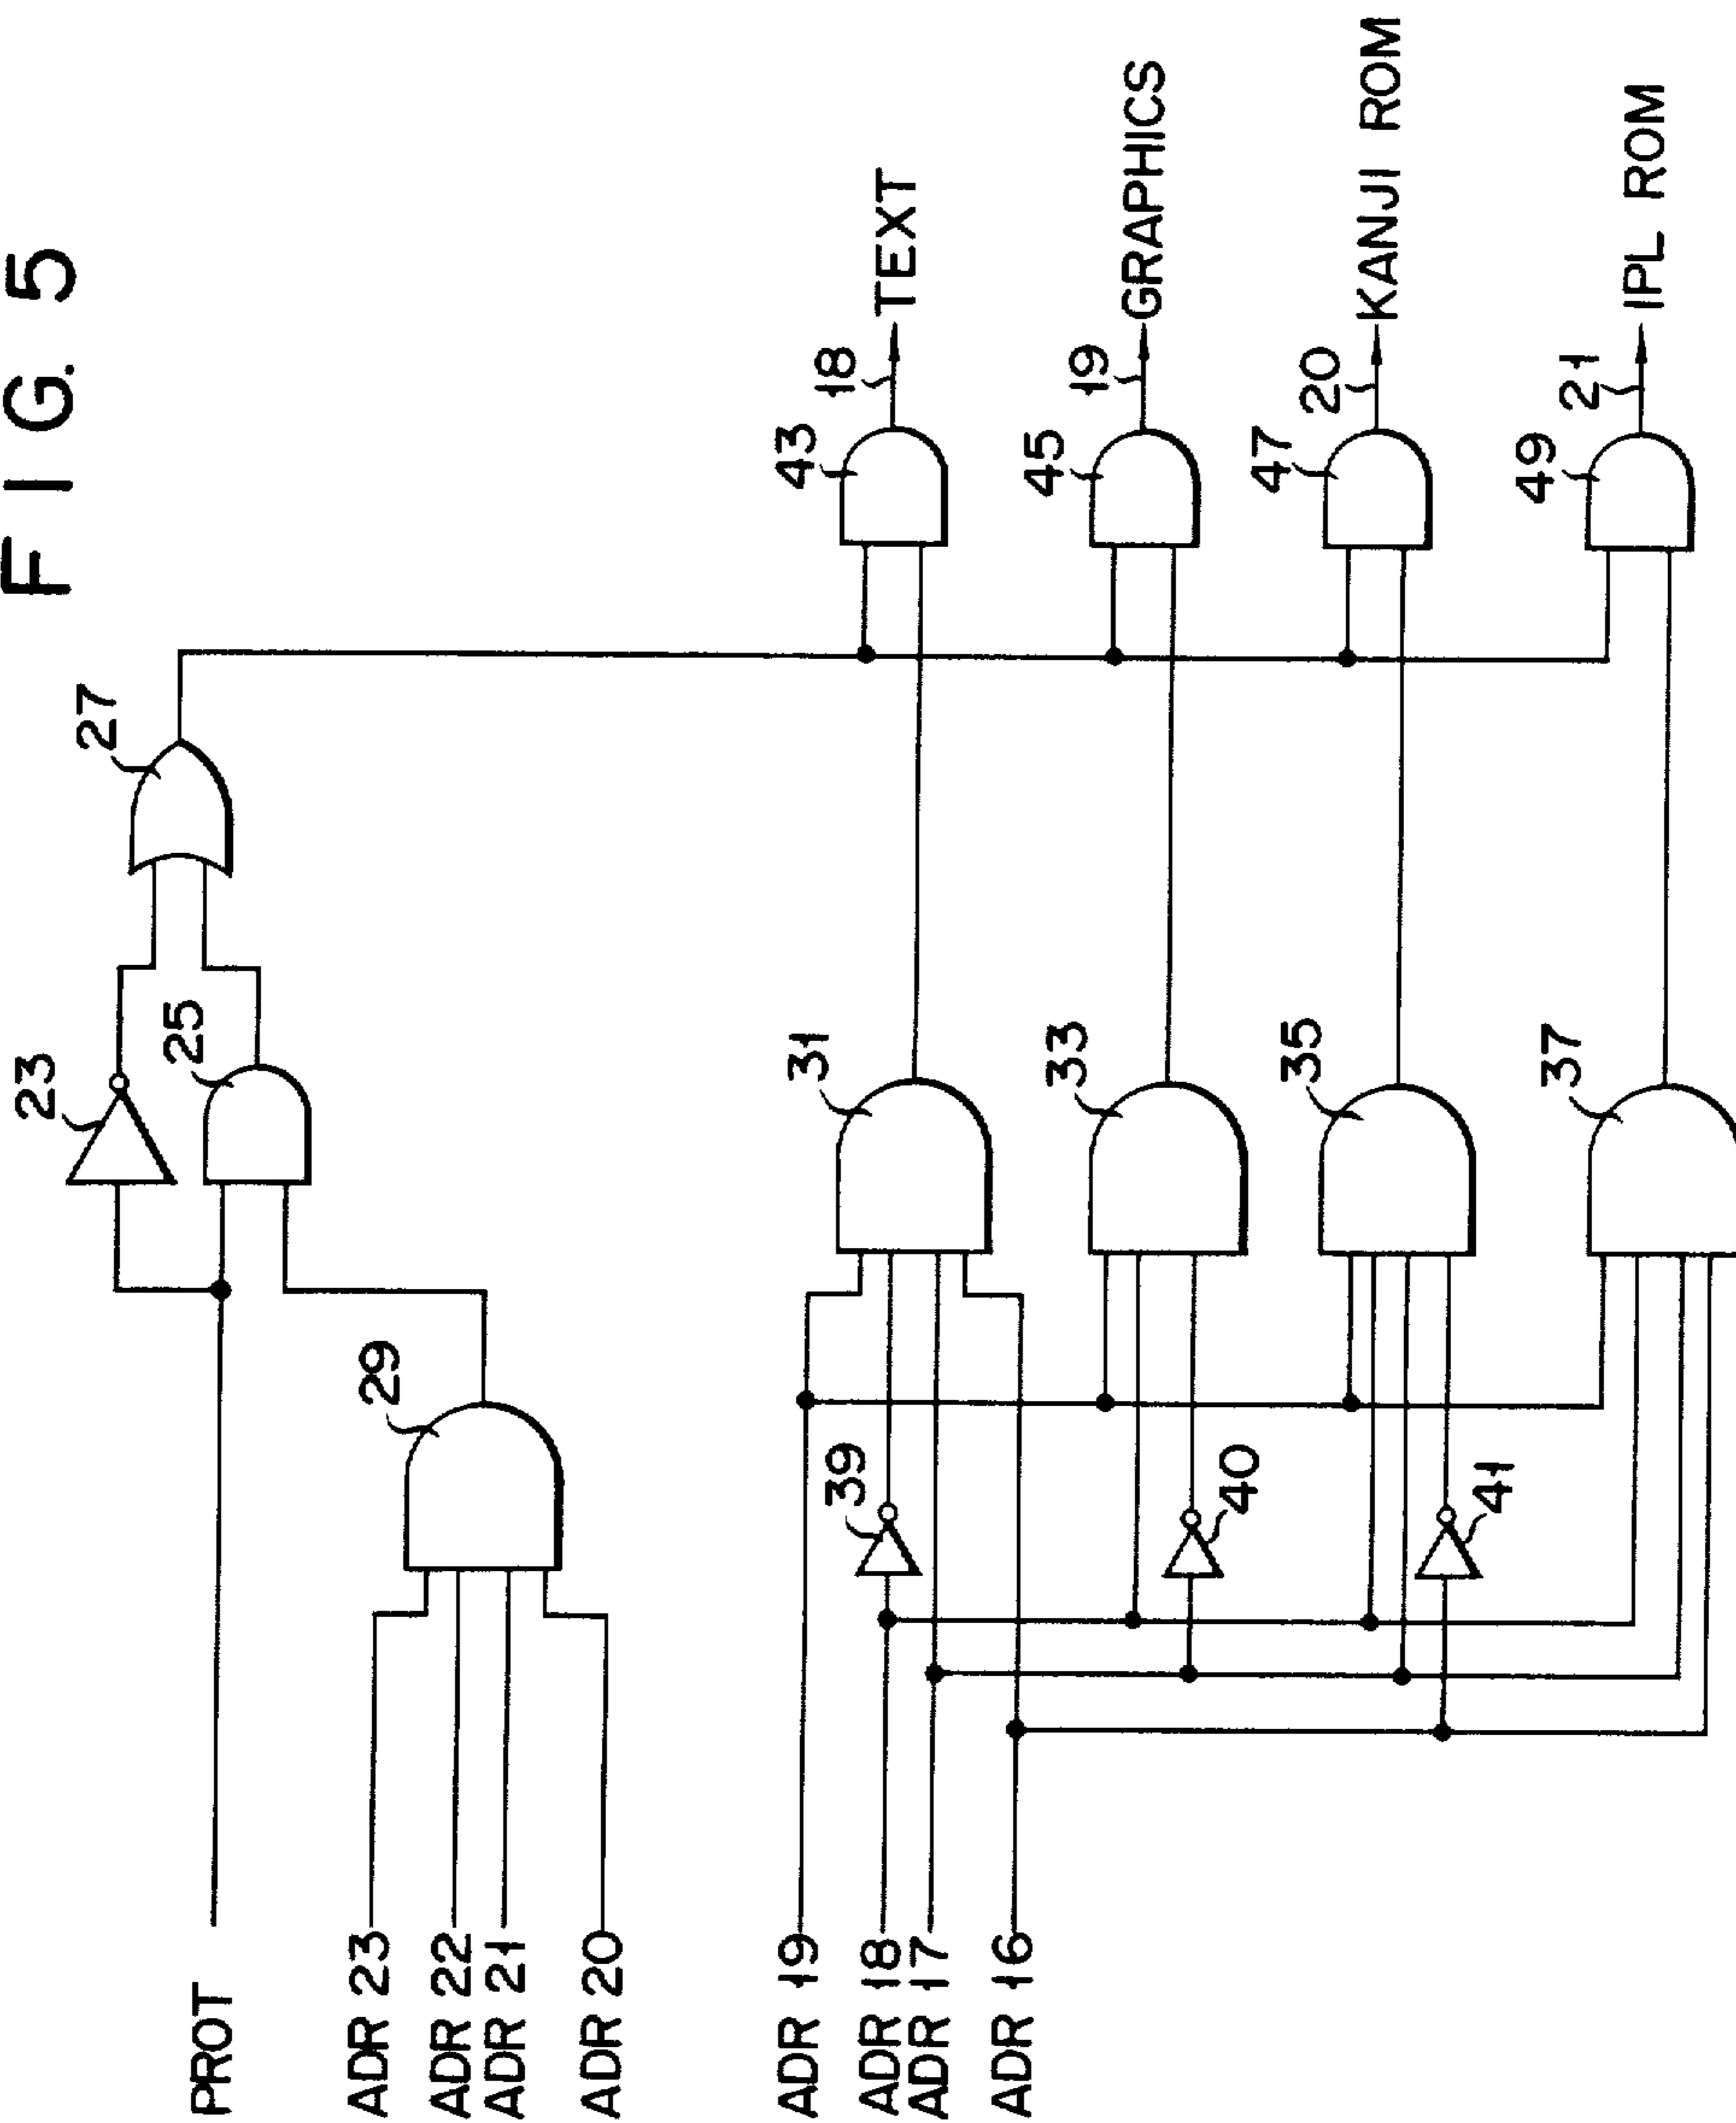 FIG. 5
PROT
ADR 23
ADR 22
ADR 21
ADR 20
ADR 19
ADR 18
ADR 17
ADR 16
23
25
27
29
31
33
35
37
39
40
41
43
45
47
49
18
TEXT
19
GRAPHICS
20
KANJI ROM
21
IPL ROM